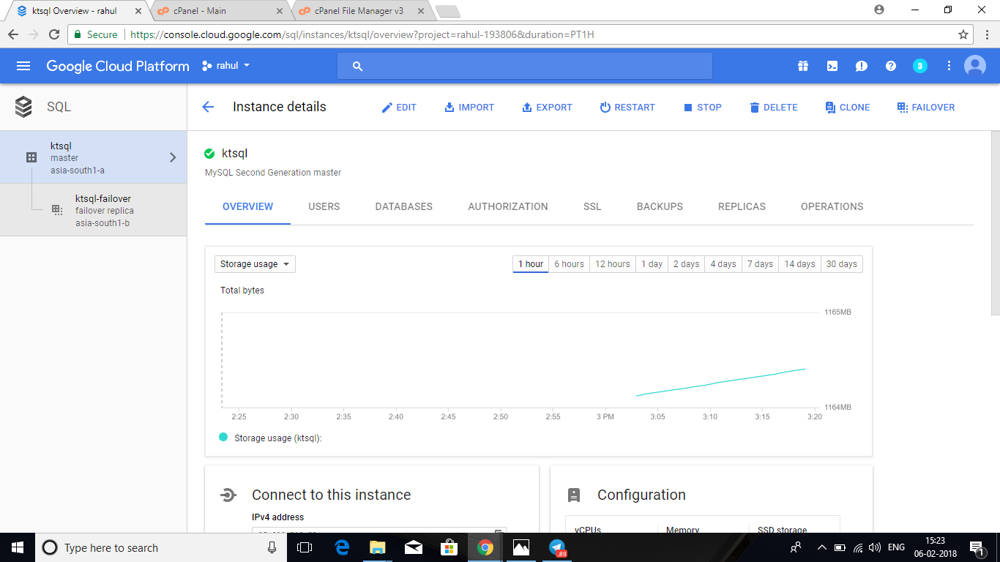 ktsql Overview - rahul
cPanel - Main
cPanel File Manager v3
Secure
https://console.cloud.google.com/sql/instances/ktsql/overview?project=rahul-193806&duration=PT1H
Google Cloud Platform
rahul
3
SQL
Instance details
EDIT
IMPORT
EXPORT
RESTART
STOP
DELETE
CLONE
FAILOVER
ktsql
master
asia-south1-a
ktsql-failover
failover replica
asia-south1-b
ktsql
MySQL Second Generation master
OVERVIEW
USERS
DATABASES
AUTHORIZATION
SSL
BACKUPS
REPLICAS
OPERATIONS
Storage usage
1 hour
6 hours
12 hours
1 day
2 days
4 days
7 days
14 days
30 days
Total bytes
1165MB
1164MB
2:25
2:30
2:35
2:40
2:45
2:50
2:55
3 PM
3:05
3:10
3:15
3:20
Storage usage (ktsql):
Connect to this instance
IPv4 address
Configuration
vCPUs
Memory
SSD storage
Type here to search
.89
ENG
15:23
06-02-2018
1